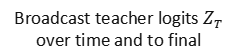 Broadcast teacher logits Z_T
over time and to final